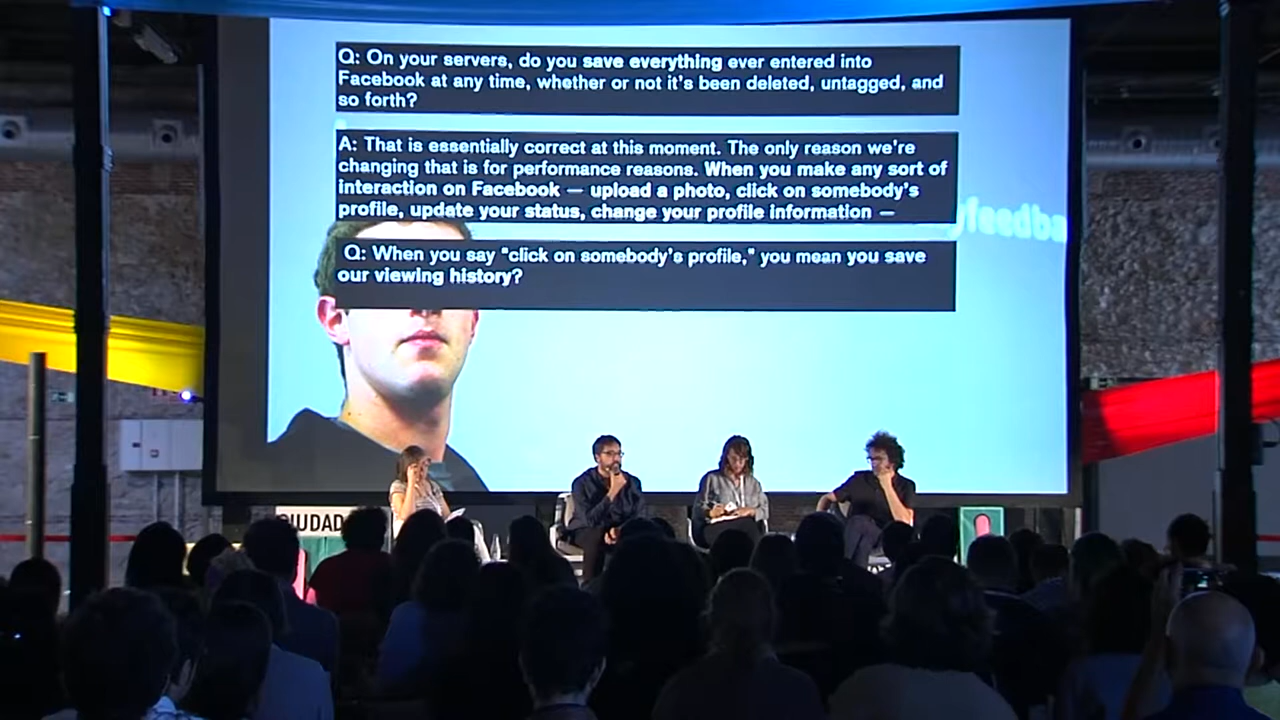 Q: On your servers, do you save everything ever entered into
Facebook at any time, whether or not it's been deleted, untagged, and
so forth?
A: That is essentially correct at this moment. The only reason we're
changing that is for performance reasons. When you make any sort of
interaction on Facebook — upload a photo, click on somebody's
profile, update your status, change your profile information —
yfeedba
Q: When you say "click on somebody's profile," you mean you save
our viewing history?
CIUDAD